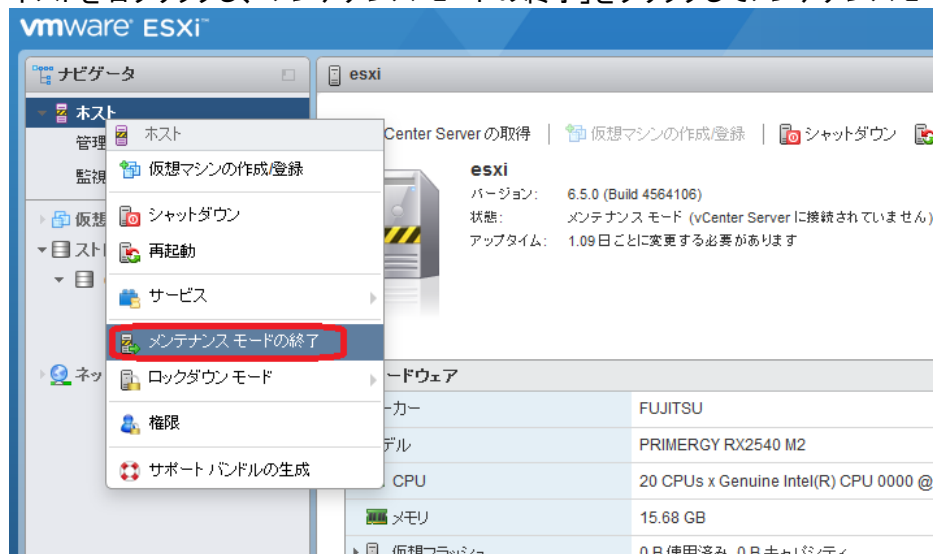 vmware ESXi™
ナビゲータ
esxi
ホスト
管理
監視
仮想
ホスト
仮想マシンの作成/登録
シャットダウン
再起動
サービス
メンテナンス モードの終了
ロックダウン モード
権限
サポート バンドルの生成
Center Server の取得 | 仮想マシンの作成/登録 | シャットダウン
esxi
バージョン: 6.5.0 (Build 4564106)
状態: メンテナンス モード (vCenter Server に接続されていません)
アップタイム: 1.09 日ごとに変更する必要があります
ードウェア
ーカー FUJITSU
デル PRIMERGY RX2540 M2
CPU 20 CPUs x Genuine Intel(R) CPU 0000 @
メモリ 15.68 GB